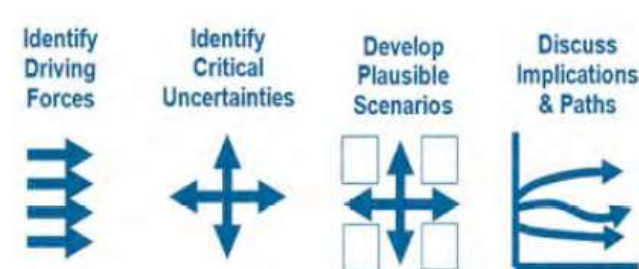 Identify
Driving
Forces
Identify
Critical
Uncertainties
Develop
Plausible
Scenarios
Discuss
Implications
& Paths